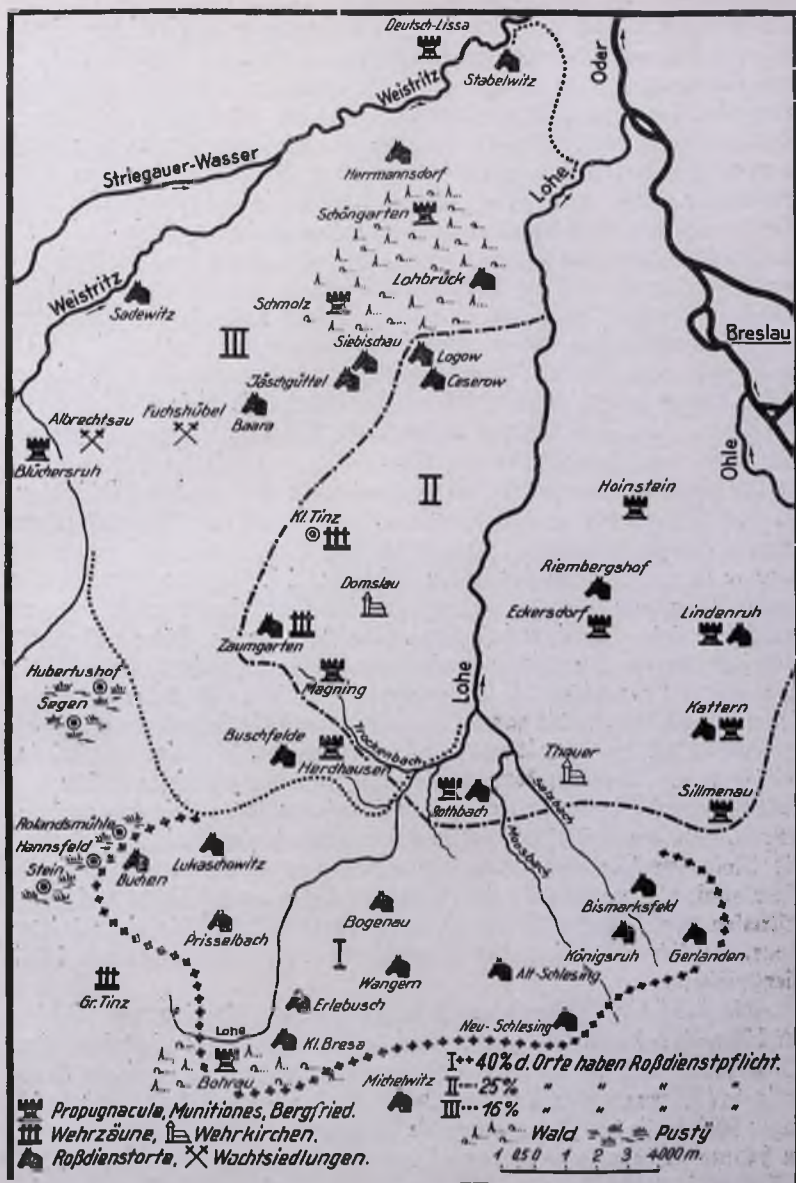 Deutsch-Lissa
Stabelwitz
Oder
Weistritz
Striegauer-Wasser
Herrmannsdorf
Lohe
Schöngarten
Weistritz
Lohbrück
Sadewitz
Schmolz
Breslau
III
Siebischau
Logow
Jäschgüttel
Ceserow
Albrechtsau
Fuchshübel
Baara
Blüchersruh
Ohle
II
Hoinstein
Kl. Tinz
Domslau
Riembergshof
Eckersdorf
Lindenruh
Zaumgarten
Magning
Lohe
Hubertushof
Segen
Kattern
Buschfelde
Herdhausen
Trockenbach
Thauer
Salzbach
Sillmenau
Rothbach
Moosbach
Rolandsmühle
Hannsfeld
Stein
Buchen
Lukaschowitz
Bogenau
Bismarksfeld
Prisselbach
Königsruh
Gerlanden
I
Wangern
Alt-Schlesing
Gr. Tinz
Erlebusch
Neu-Schlesing
Lohe
Kl. Bresa
Bohrau
Michelwitz
I++40% d. Orte haben Roßdienstpflicht.
II···25% " " " "
III···16% " " " "
Propugnacula, Munitiones, Bergfried.
Wehrzäune, Wehrkirchen.
Roßdienstorte, Wachtsiedlungen.
Wald Pustÿ
1 0,5 0 1 2 3 4000 m.